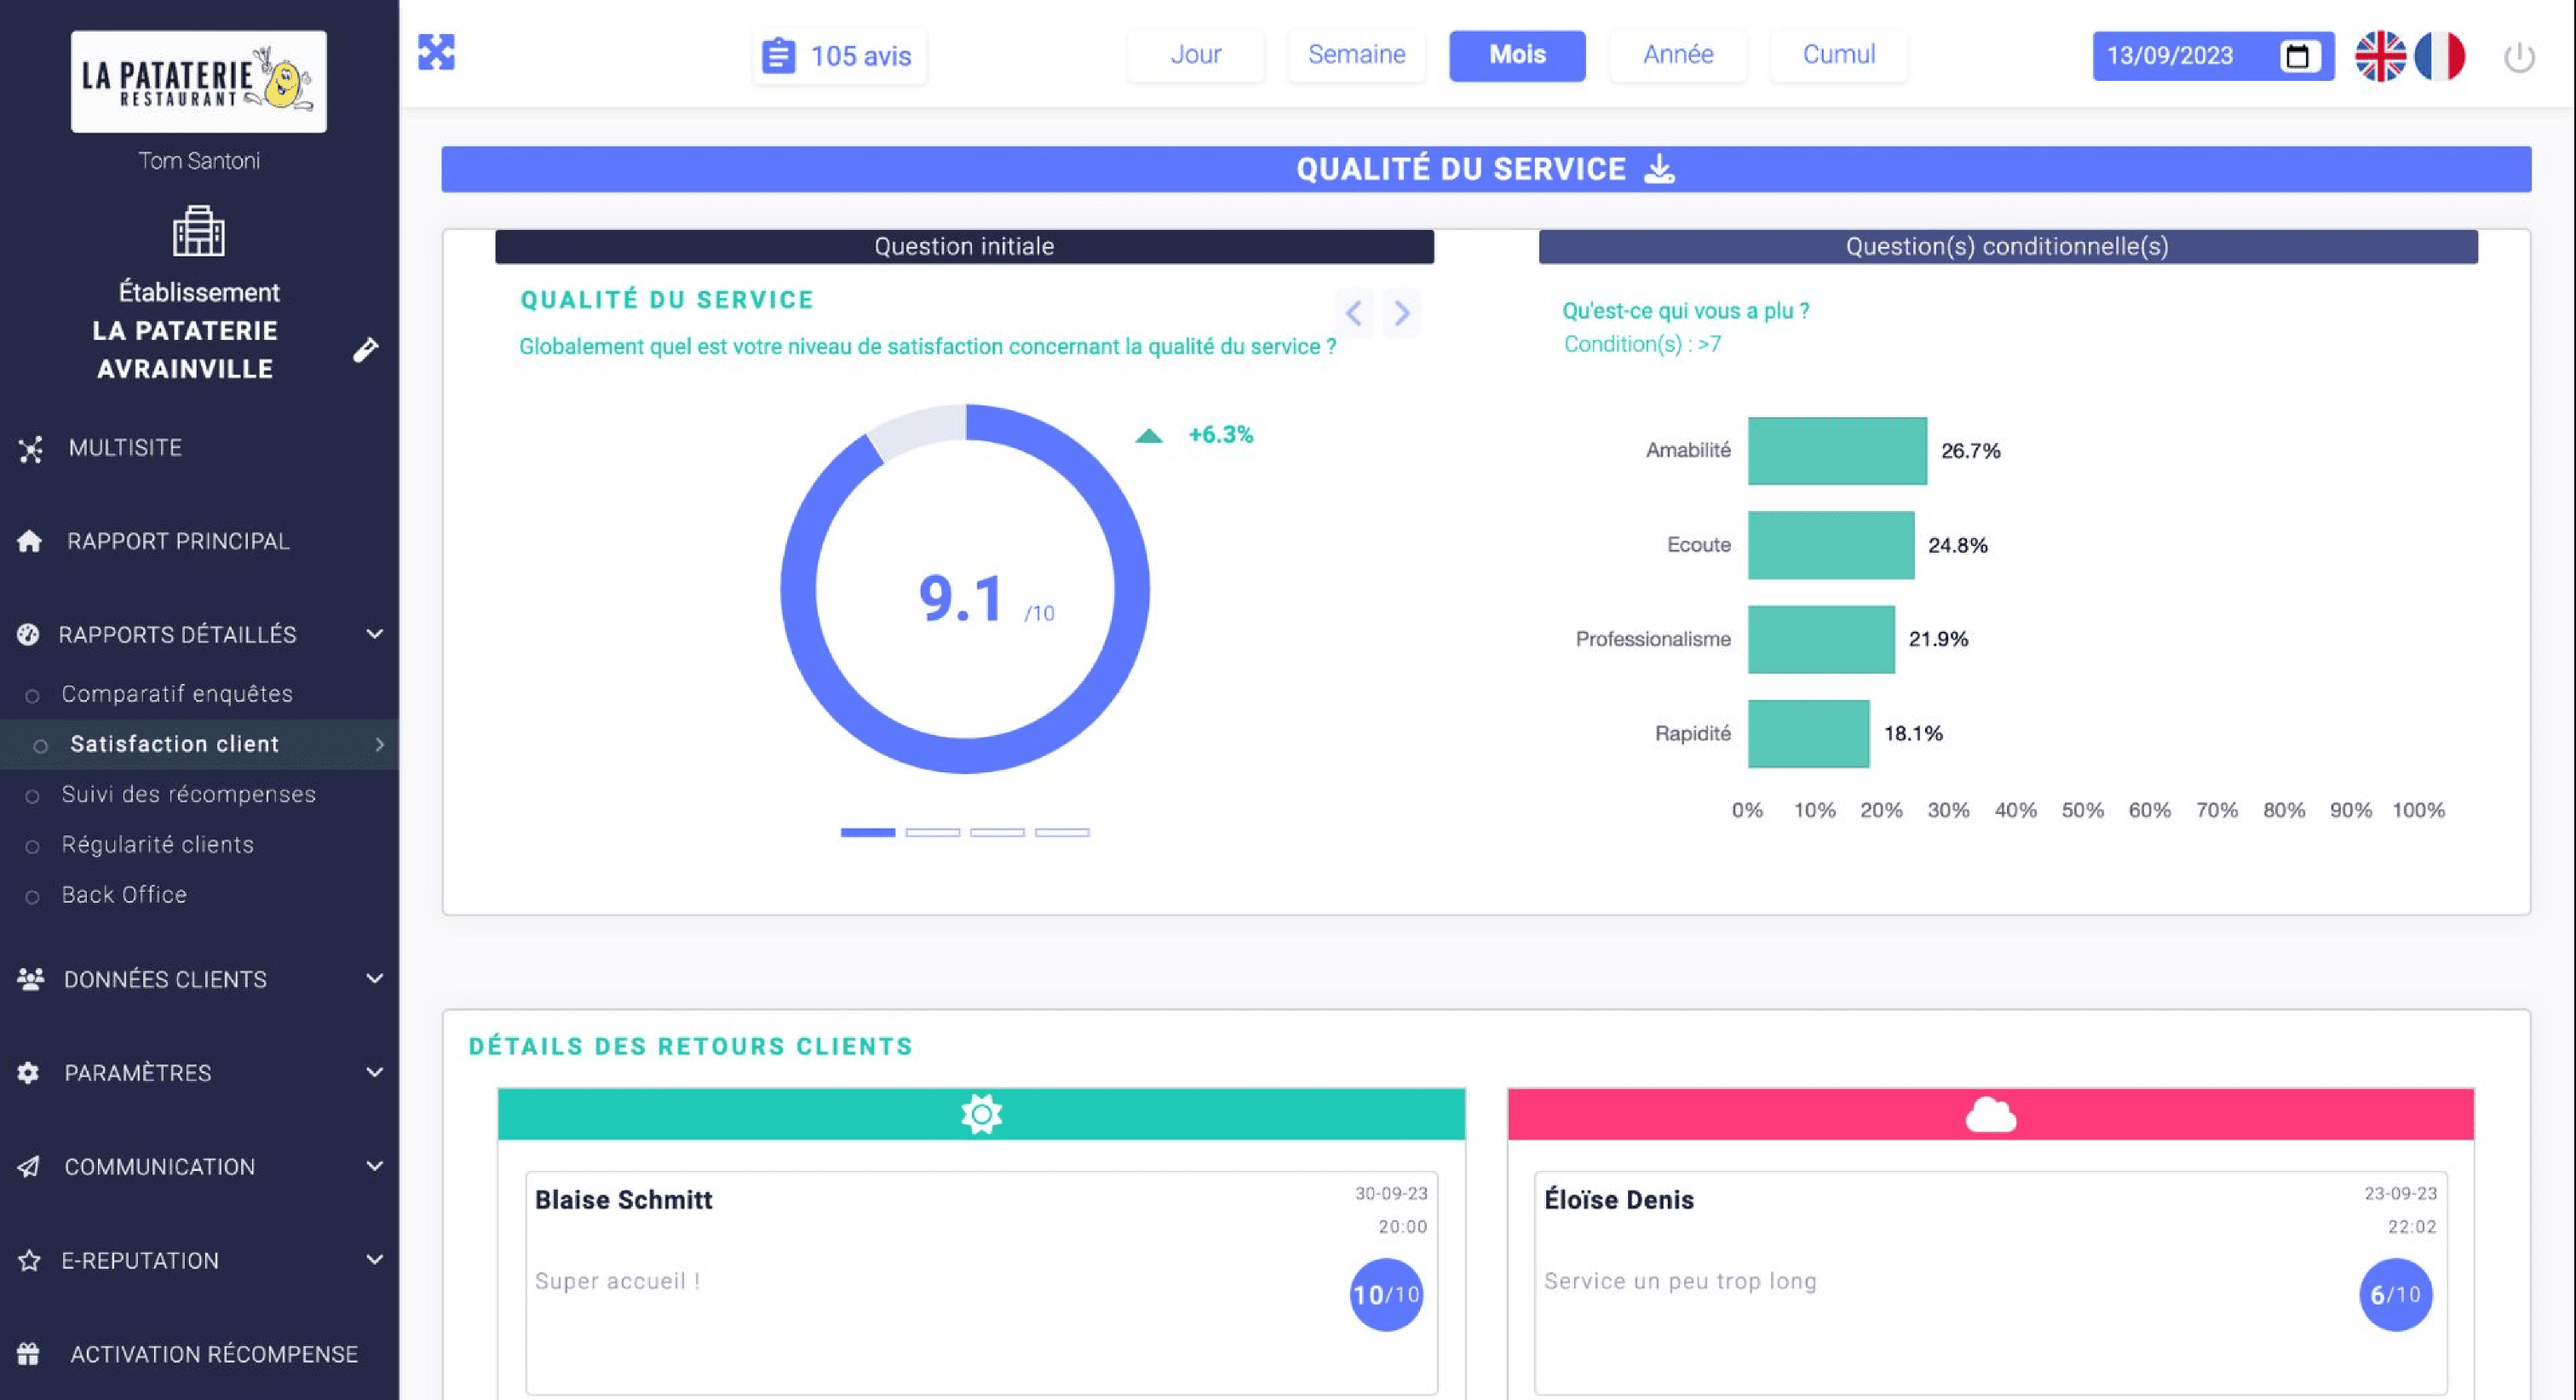 LA PATATERIE
RESTAURANT
Tom Santoni
Établissement
LA PATATERIE
AVRAINVILLE
MULTISITE
RAPPORT PRINCIPAL
RAPPORTS DÉTAILLÉS
Comparatif enquêtes
Satisfaction client
Suivi des récompenses
Régularité clients
Back Office
DONNÉES CLIENTS
PARAMÈTRES
COMMUNICATION
E-REPUTATION
ACTIVATION RÉCOMPENSE
105 avis
Jour
Semaine
Mois
Année
Cumul
13/09/2023
QUALITÉ DU SERVICE
Question initiale
QUALITÉ DU SERVICE
Globalement quel est votre niveau de satisfaction concernant la qualité du service ?
+6.3%
9.1 /10
Question(s) conditionnelle(s)
Qu'est-ce qui vous a plu ?
Condition(s) : >7
Amabilité 26.7%
Ecoute 24.8%
Professionalisme 21.9%
Rapidité 18.1%
0% 10% 20% 30% 40% 50% 60% 70% 80% 90% 100%
DÉTAILS DES RETOURS CLIENTS
Blaise Schmitt
30-09-23
20:00
Super accueil !
10/10
Éloïse Denis
23-09-23
22:02
Service un peu trop long
6/10